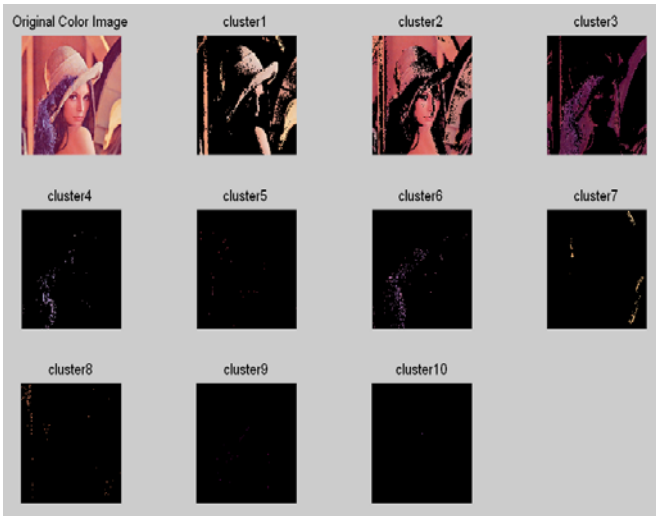 Original Color Image cluster1 cluster2 cluster3
cluster4 cluster5 cluster6 cluster7
cluster8 cluster9 cluster10